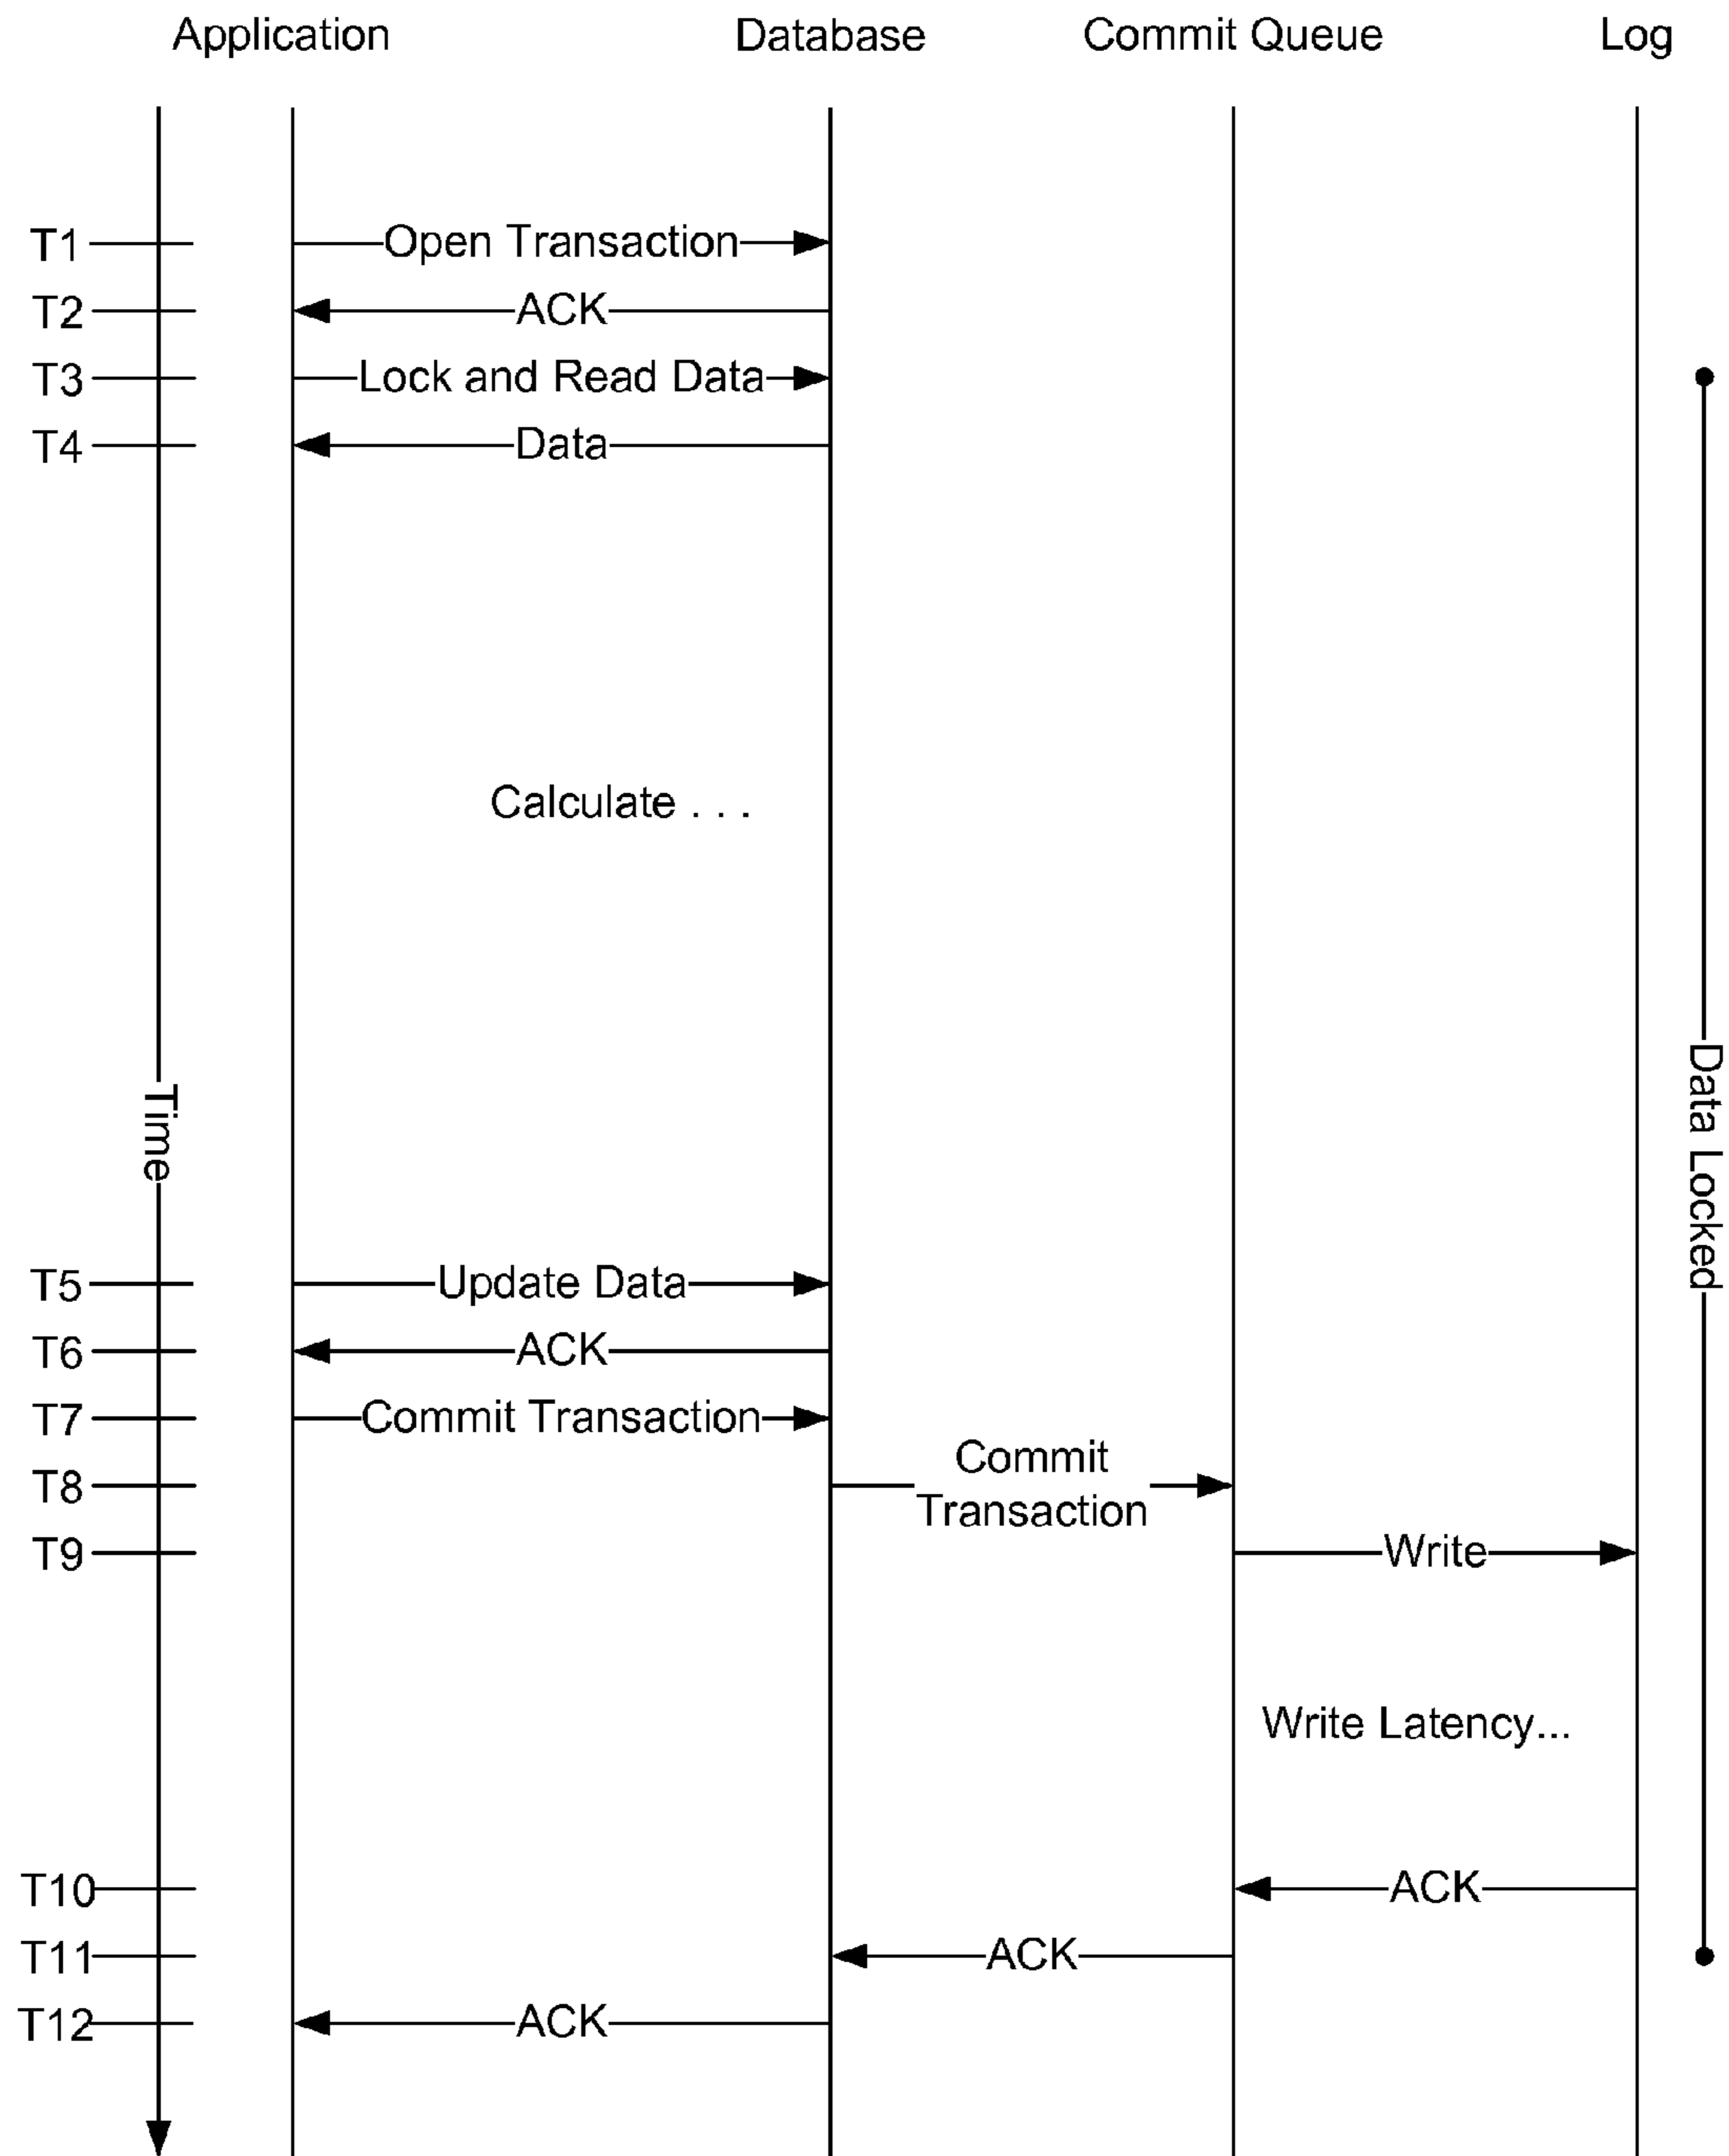 Application Database Commit Queue Log
T1 Open Transaction
T2 ACK
T3 Lock and Read Data
T4 Data
Calculate . . .
Time
Data Locked
T5 Update Data
T6 ACK
T7 Commit Transaction
T8 Commit
Transaction
T9 Write
Write Latency...
T10 ACK
T11 ACK
T12 ACK